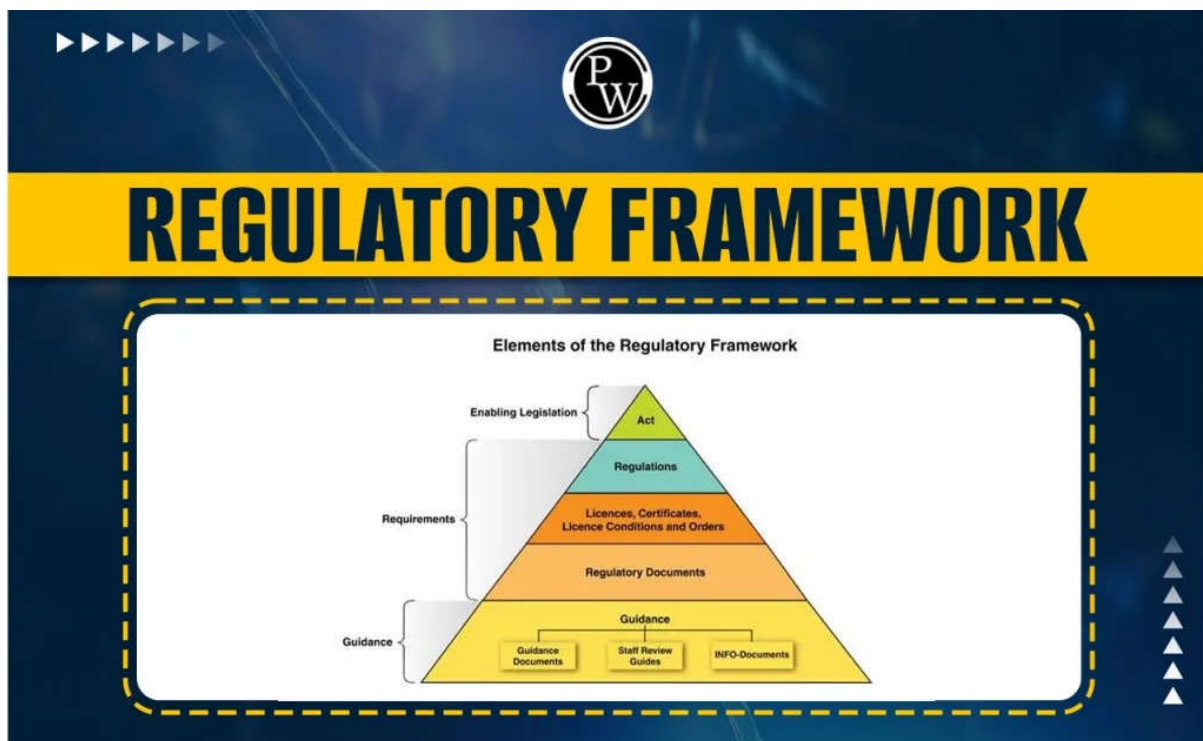 PW
REGULATORY FRAMEWORK
Elements of the Regulatory Framework
Enabling Legislation
Act
Regulations
Requirements
Licences, Certificates,
Licence Conditions and Orders
Regulatory Documents
Guidance
Guidance
Guidance
Documents
Staff Review
Guides
INFO-Documents